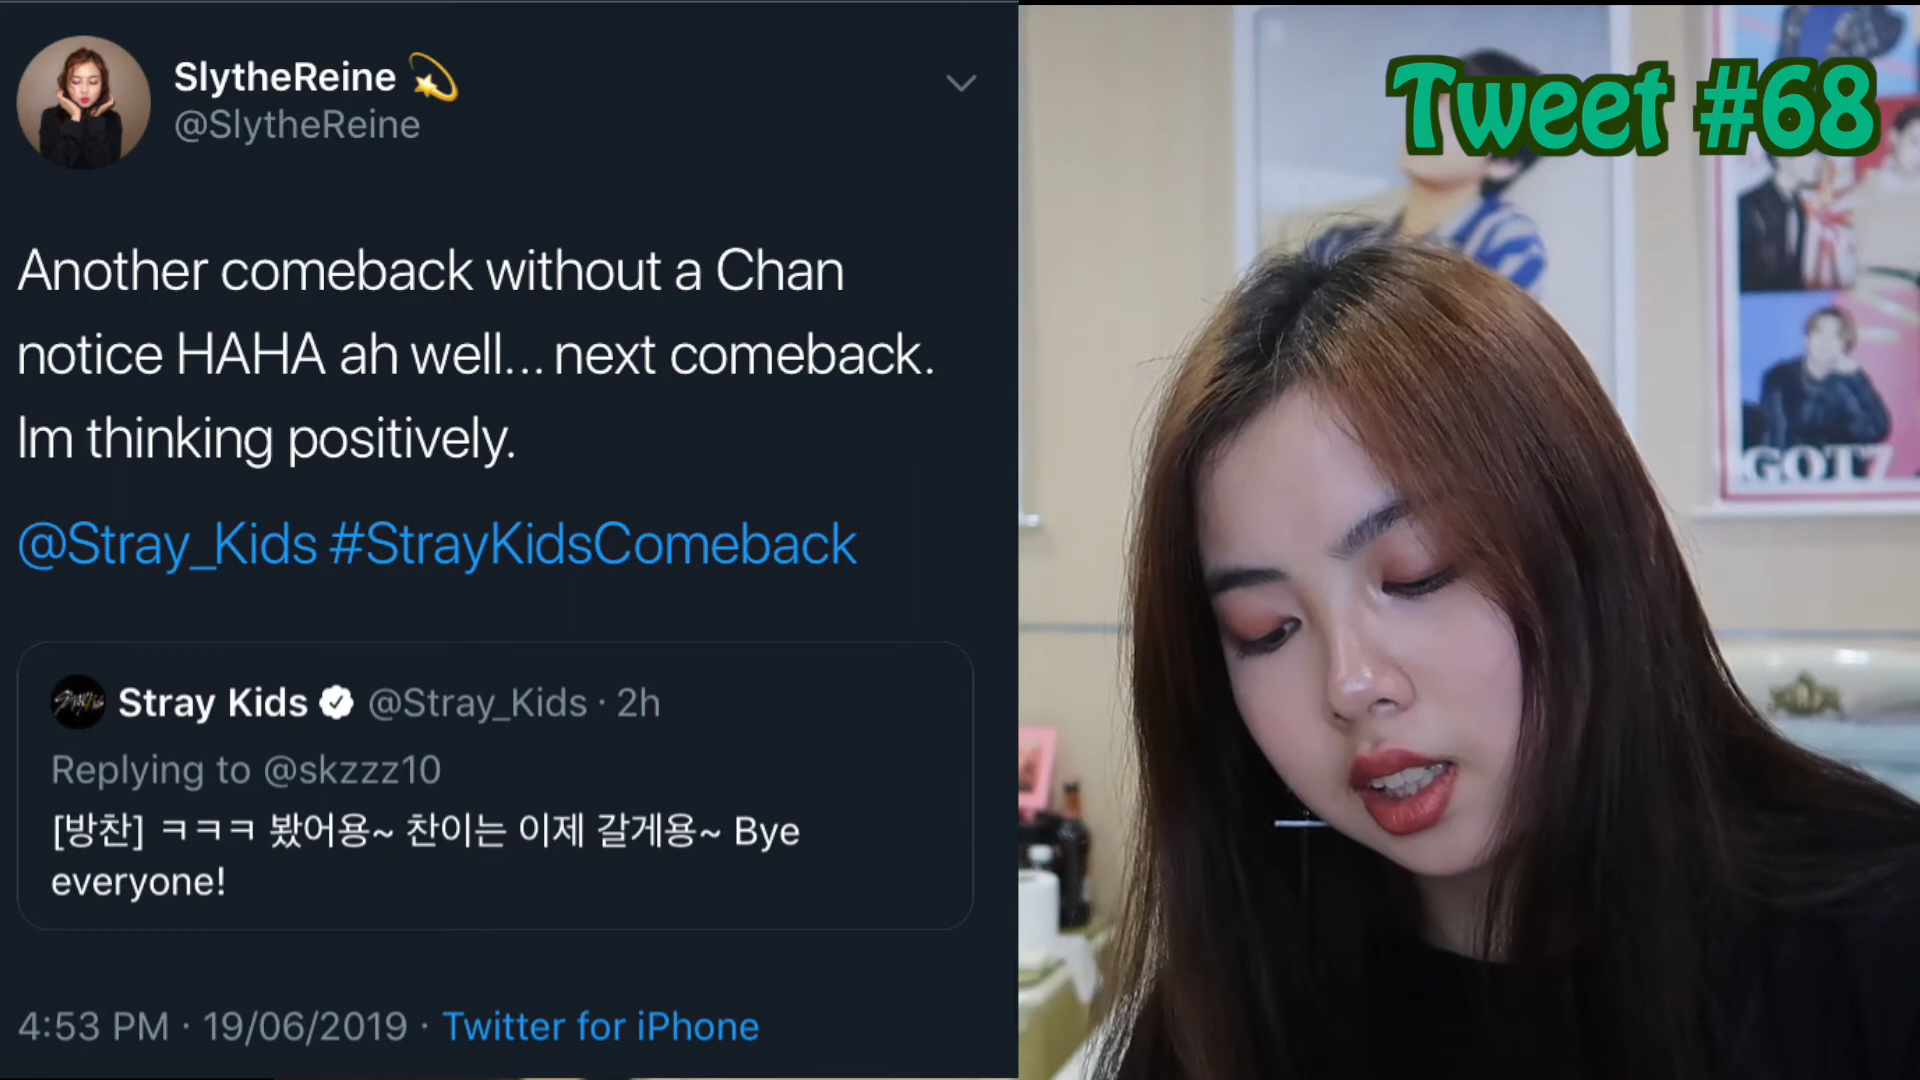 SlytheReine 💫
@SlytheReine
Tweet #68
Another comeback without a Chan
notice HAHA ah well... next comeback.
Im thinking positively.
@Stray_Kids #StrayKidsComeback
Stray Kids @Stray_Kids · 2h
Replying to @skzzz10
[방찬] ㅋㅋㅋ 봤어용~ 찬이는 이제 갈게용~ Bye
everyone!
4:53 PM · 19/06/2019 · Twitter for iPhone
GOT7